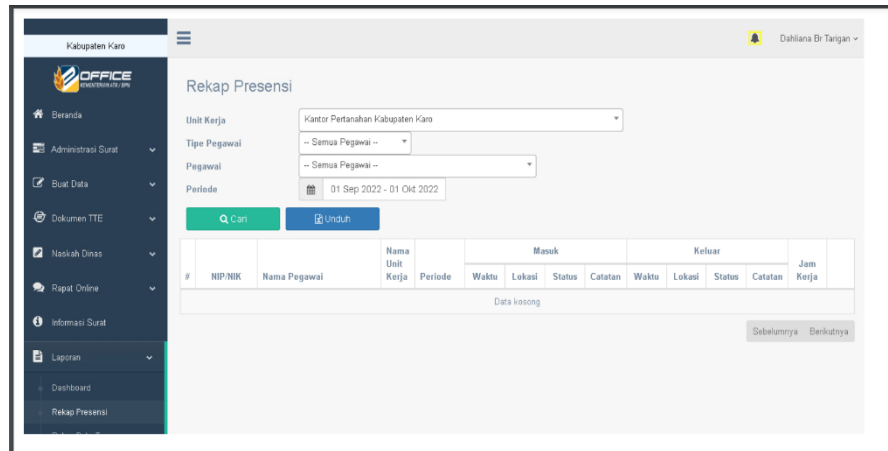 Kabupaten Karo
Dahliana Br Tarigan
OFFICE
KEMENTERIAN ATR / BPN
Beranda
Administrasi Surat
Buat Data
Dokumen TTE
Naskah Dinas
Rapat Online
Informasi Surat
Laporan
Dashboard
Rekap Presensi
Rekap Presensi
Unit Kerja
Kantor Pertanahan Kabupaten Karo
Tipe Pegawai
-- Semua Pegawai --
Pegawai
-- Semua Pegawai --
Periode
01 Sep 2022 - 01 Okt 2022
Cari
Unduh
Masuk Keluar
# NIP/NIK Nama Pegawai Nama Unit Kerja Periode Waktu Lokasi Status Catatan Waktu Lokasi Status Catatan Jam Kerja
Data kosong
Sebelumnya Berikutnya